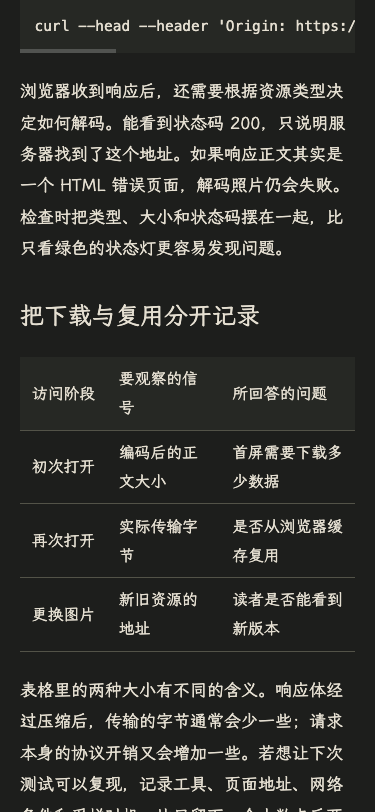 curl --head --header 'Origin: https:/
浏览器收到响应后，还需要根据资源类型决
定如何解码。能看到状态码 200，只说明服
务器找到了这个地址。如果响应正文其实是
一个 HTML 错误页面，解码照片仍会失败。
检查时把类型、大小和状态码摆在一起，比
只看绿色的状态灯更容易发现问题。
把下载与复用分开记录
访问阶段 要观察的信号 所回答的问题
初次打开 编码后的正文大小 首屏需要下载多少数据
再次打开 实际传输字节 是否从浏览器缓存复用
更换图片 新旧资源的地址 读者是否能看到新版本
表格里的两种大小有不同的含义。响应体经
过压缩后，传输的字节通常会少一些；请求
本身的协议开销又会增加一些。若想让下次
测试可以复现，记录工具、页面地址、网络